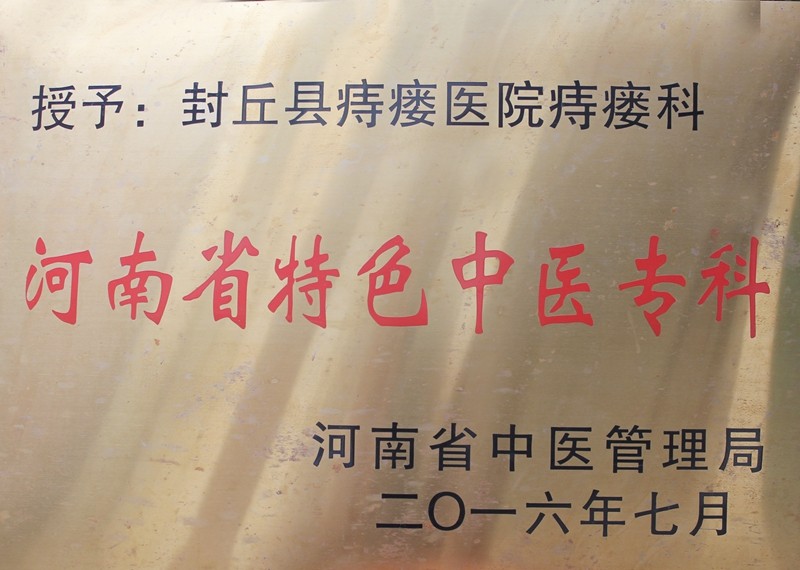 授予：封丘县痔瘘医院痔瘘科
河南省特色中医专科
河南省中医管理局
二〇一六年七月